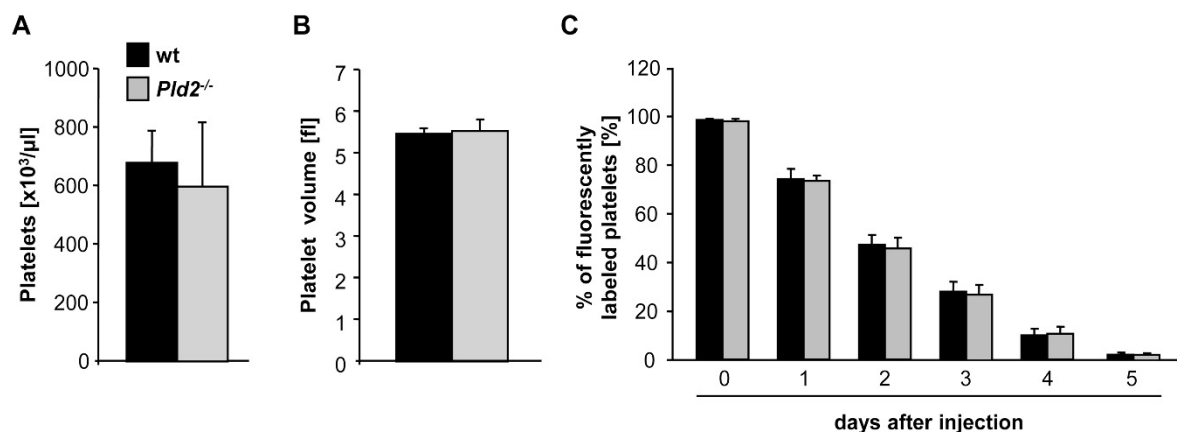 A
wt
Pld2-/-
Platelets [x10³/µl]
1000
800
600
400
200
0
B
Platelet volume [fl]
7
6
5
4
3
2
1
0
C
% of fluorescently
labeled platelets [%]
120
100
80
60
40
20
0
0 1 2 3 4 5
days after injection